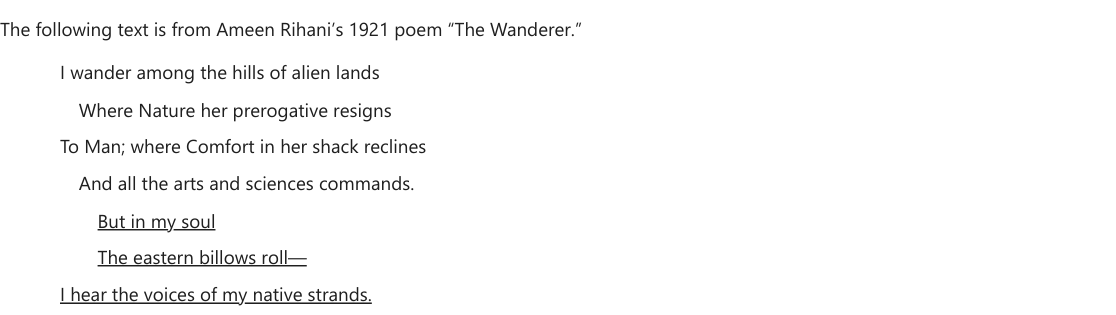 The following text is from Ameen Rihani’s 1921 poem “The Wanderer.”
I wander among the hills of alien lands
Where Nature her prerogative resigns
To Man; where Comfort in her shack reclines
And all the arts and sciences commands.
But in my soul
The eastern billows roll—
I hear the voices of my native strands.